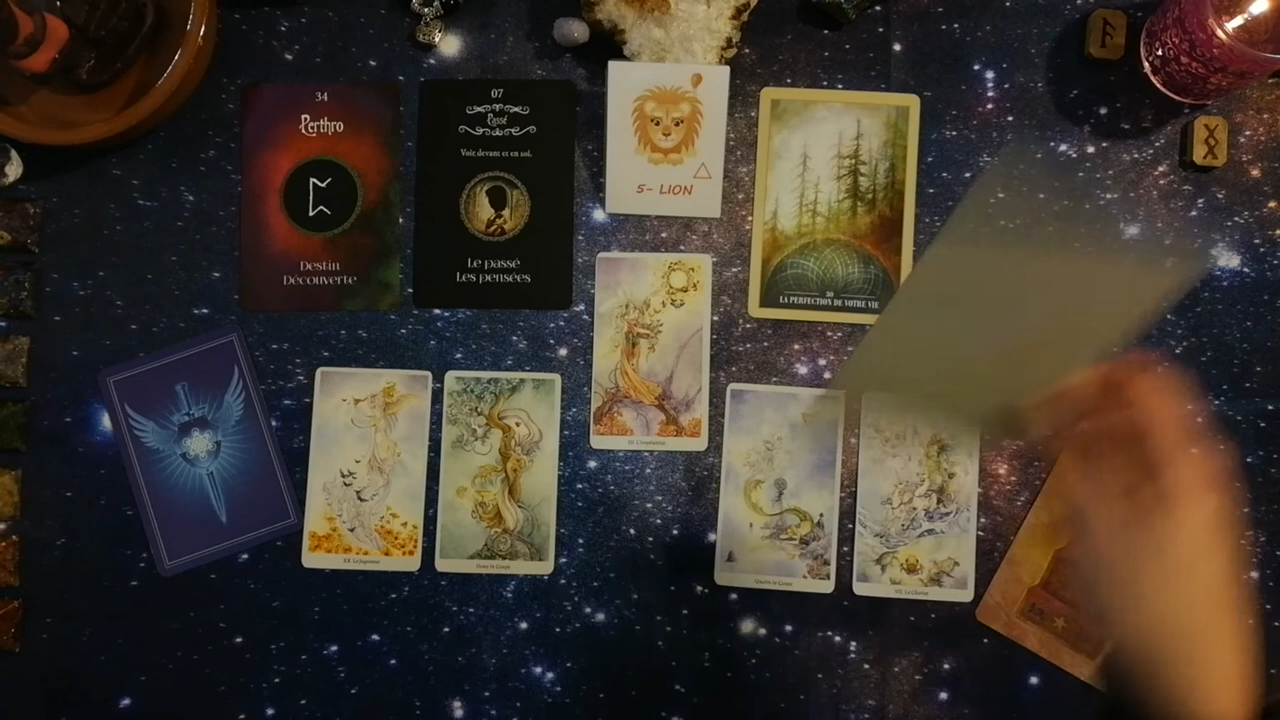 34
Perthro
Destin
Découverte
07
Passé
Voir devant et en soi.
Le passé
Les pensées
5- LION
30
LA PERFECTION DE VOTRE VIE
III L'Impératrice
XX Le Jugement
Deux de Coupe
Quatre de Coupe
VII Le Chariot